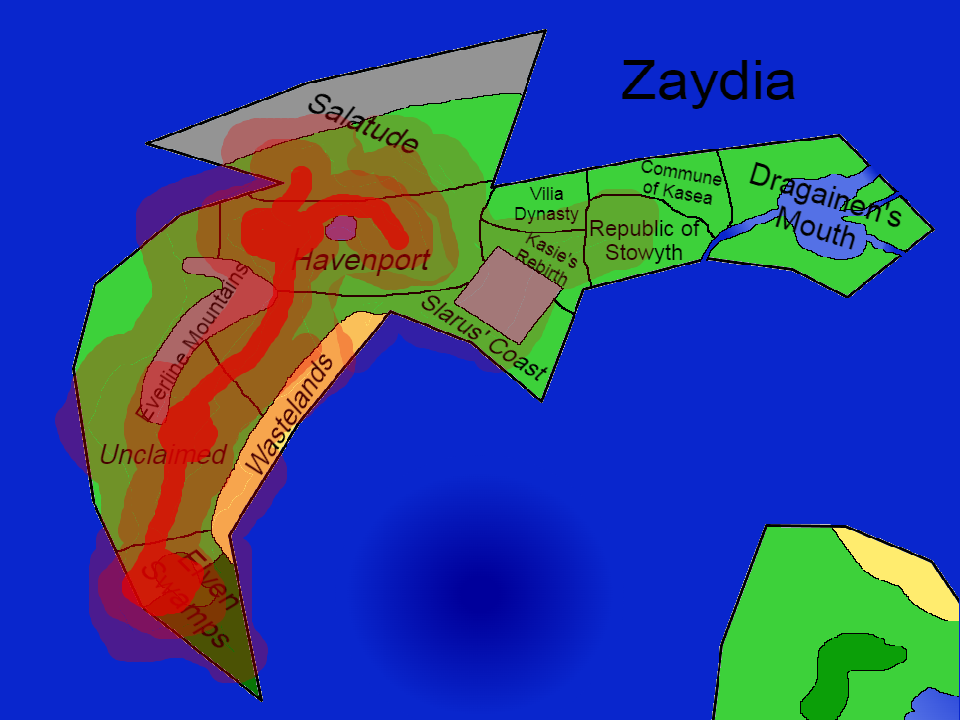 Zaydia
Salatude
Commune
of Kasea
Dragainen's
Mouth
Vilia
Dynasty
Republic of
Stowyth
Kasie's
Rebirth
Havenport
Slarus' Coast
Everline Mountains
Wastelands
Unclaimed
Elven
Swamps